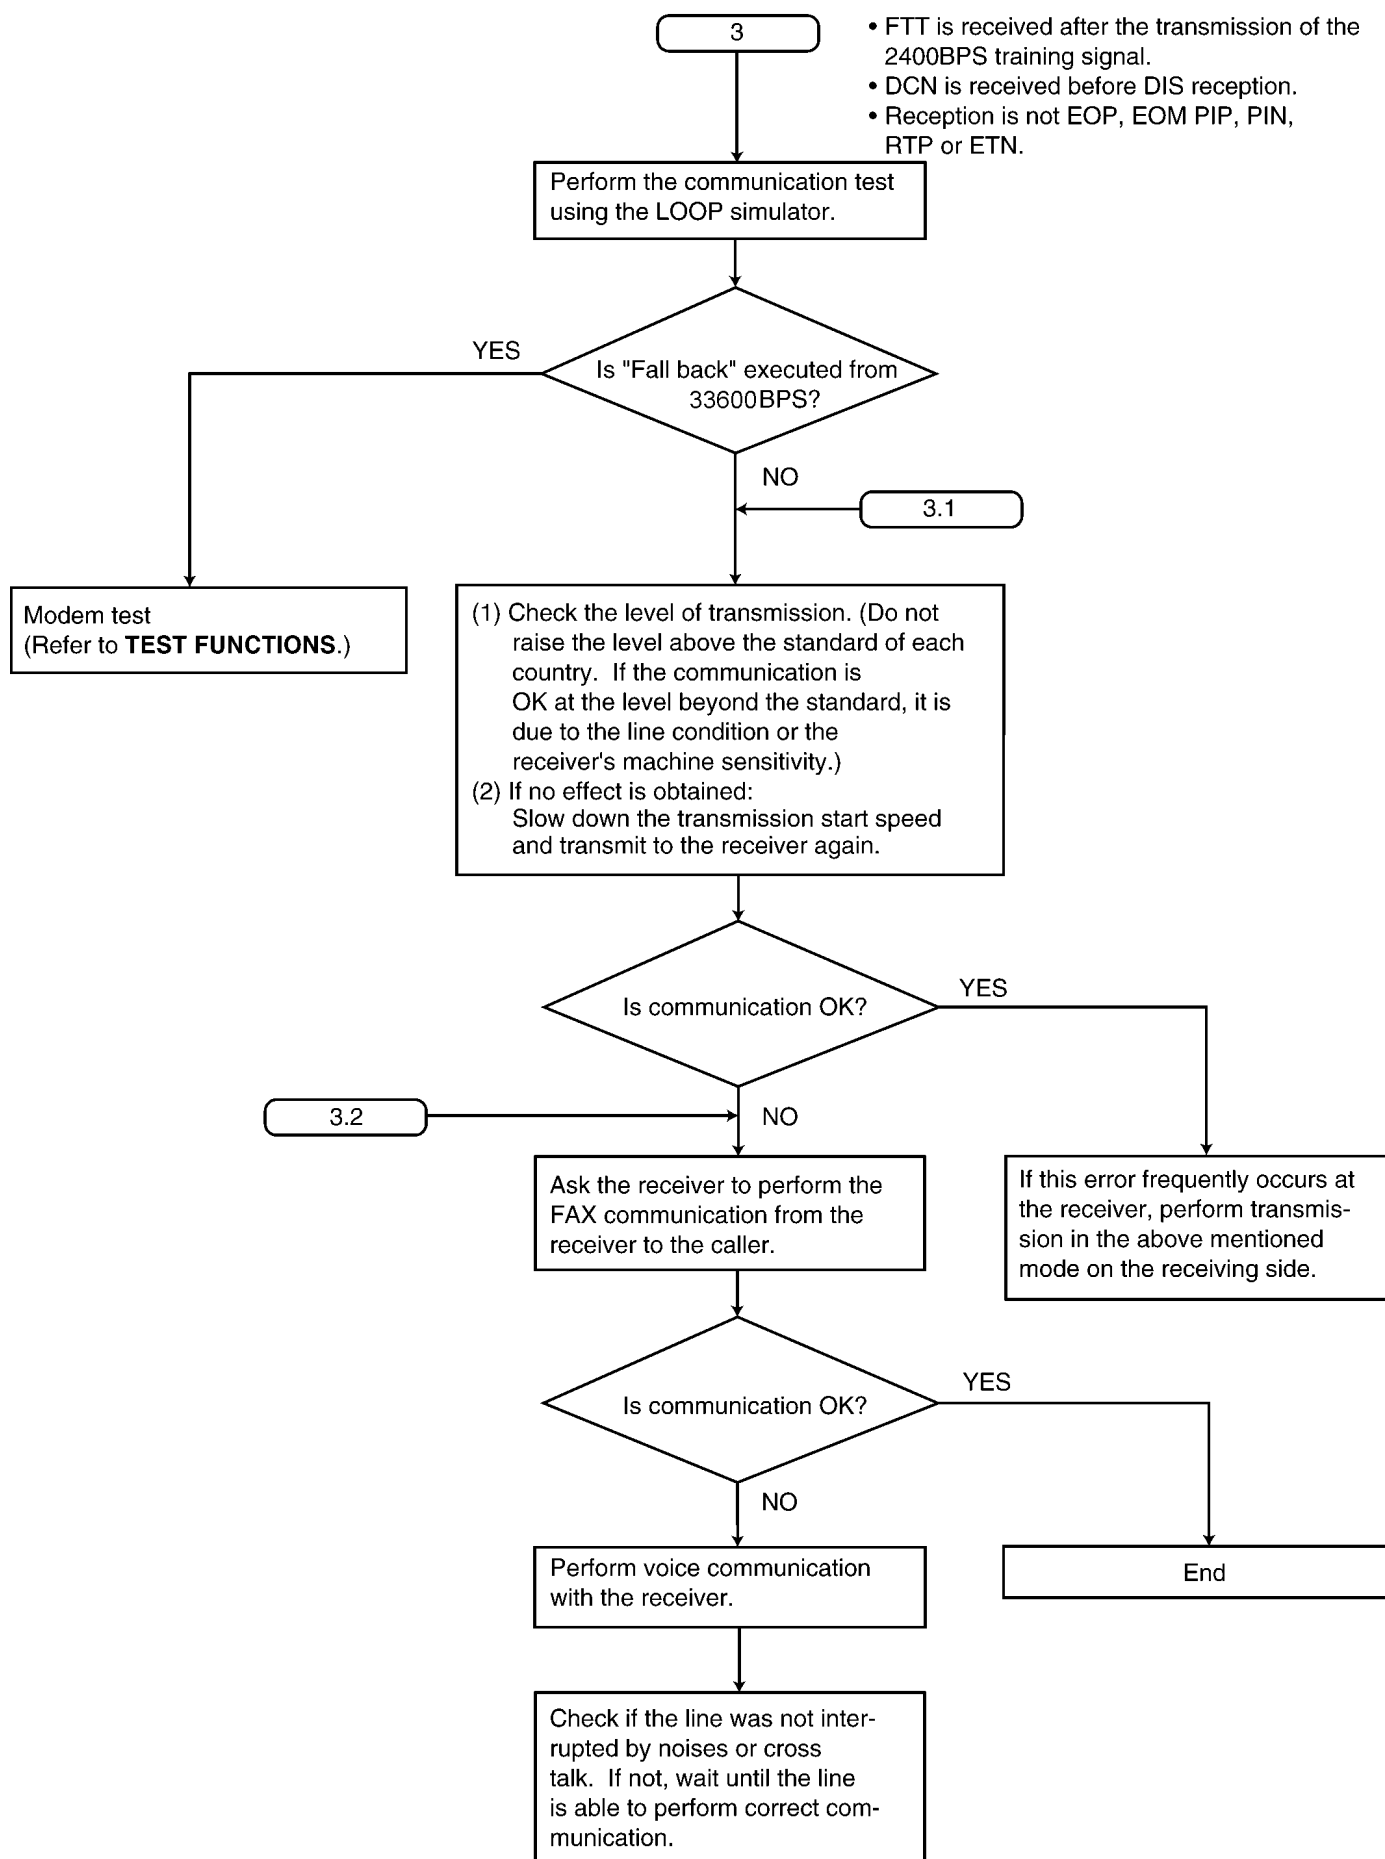 3
• FTT is received after the transmission of the
2400BPS training signal.
• DCN is received before DIS reception.
• Reception is not EOP, EOM PIP, PIN,
RTP or ETN.
Perform the communication test
using the LOOP simulator.
YES
Is "Fall back" executed from
33600BPS?
NO
3.1
Modem test
(Refer to TEST FUNCTIONS.)
(1) Check the level of transmission. (Do not
raise the level above the standard of each
country. If the communication is
OK at the level beyond the standard, it is
due to the line condition or the
receiver's machine sensitivity.)
(2) If no effect is obtained:
Slow down the transmission start speed
and transmit to the receiver again.
Is communication OK?
YES
3.2
NO
Ask the receiver to perform the
FAX communication from the
receiver to the caller.
If this error frequently occurs at
the receiver, perform transmis-
sion in the above mentioned
mode on the receiving side.
Is communication OK?
YES
NO
Perform voice communication
with the receiver.
End
Check if the line was not inter-
rupted by noises or cross
talk. If not, wait until the line
is able to perform correct com-
munication.